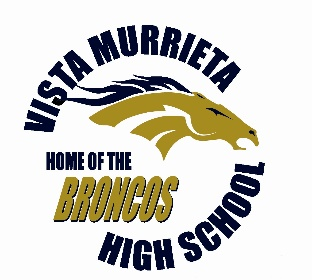 VISTA MURRIETA
HOME OF THE
BRONCOS
HIGH SCHOOL